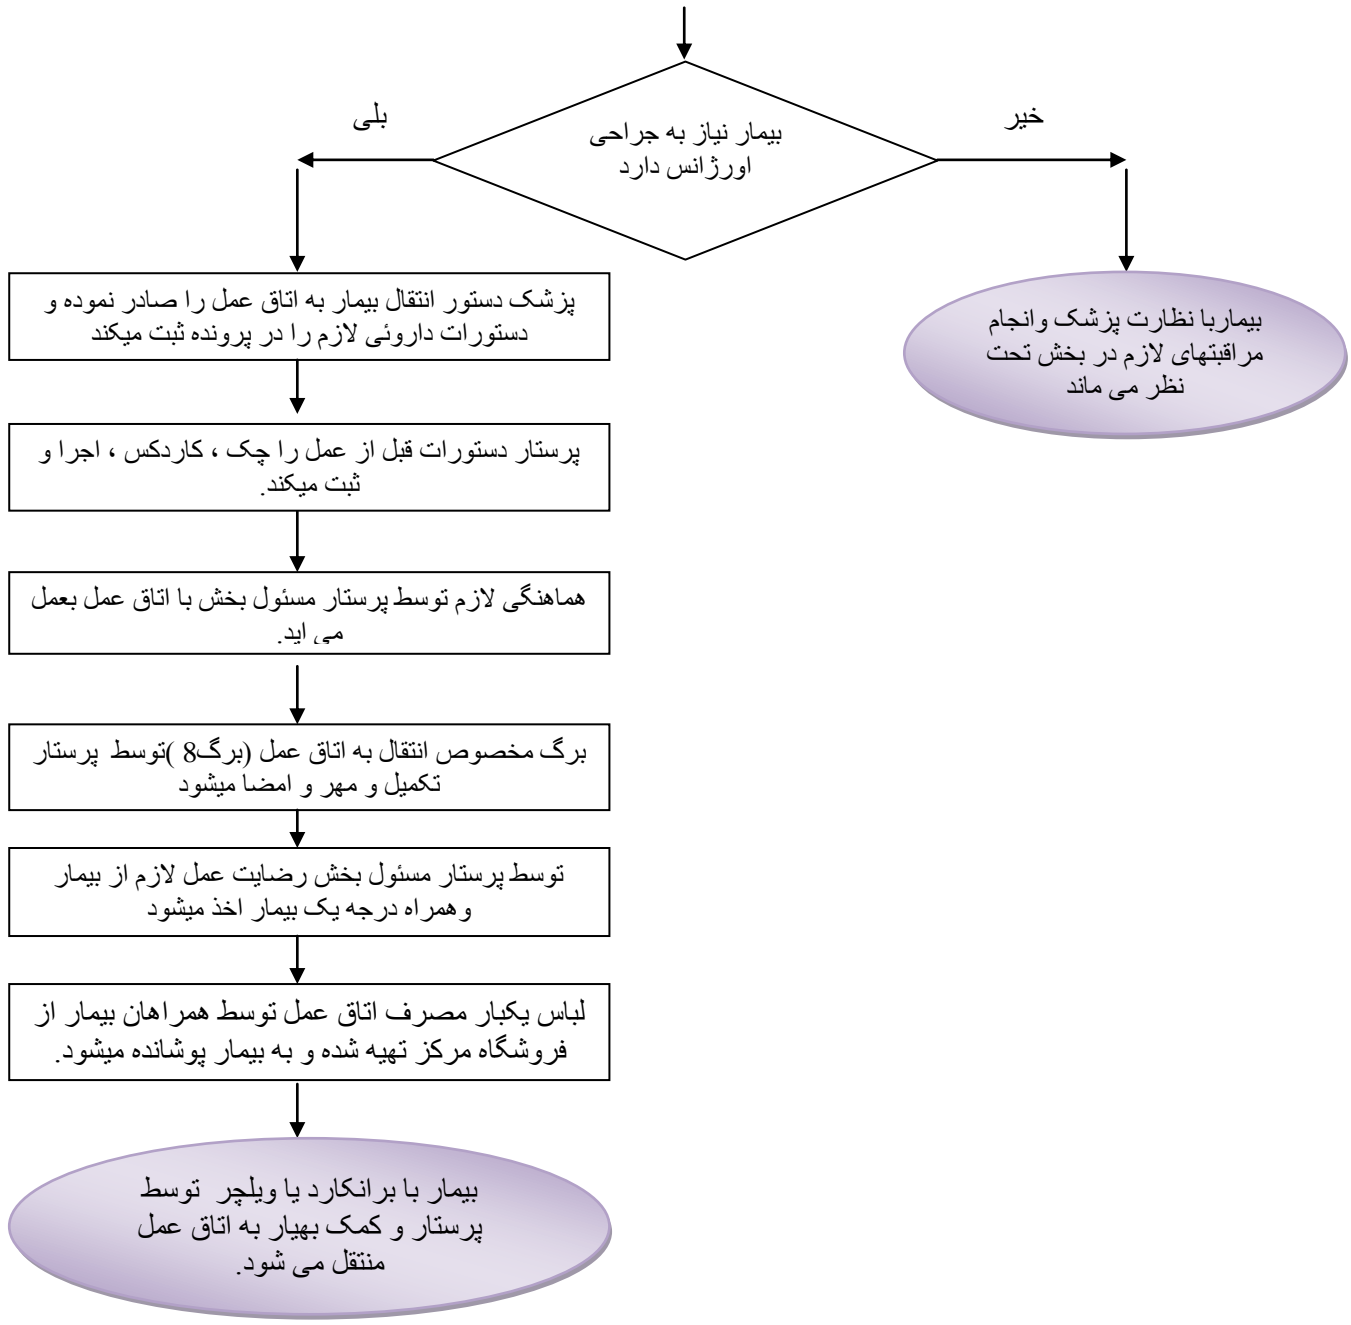 بیمار نیاز به جراحی
اورژانس دارد
خیر
بلی
بیماربا نظارت پزشک وانجام
مراقبتهای لازم در بخش تحت
نظر می ماند
پزشک دستور انتقال بیمار به اتاق عمل را صادر نموده و
دستورات داروئی لازم را در پرونده ثبت میکند
پرستار دستورات قبل از عمل را چک ، کاردکس ، اجرا و
ثبت میکند.
هماهنگی لازم توسط پرستار مسئول بخش با اتاق عمل بعمل
می اید.
برگ مخصوص انتقال به اتاق عمل (برگ8 )توسط پرستار
تکمیل و مهر و امضا میشود
توسط پرستار مسئول بخش رضایت عمل لازم از بیمار
وهمراه درجه یک بیمار اخذ میشود
لباس یکبار مصرف اتاق عمل توسط همراهان بیمار از
فروشگاه مرکز تهیه شده و به بیمار پوشانده میشود.
بیمار با برانکارد یا ویلچر توسط
پرستار و کمک بهیار به اتاق عمل
منتقل می شود.